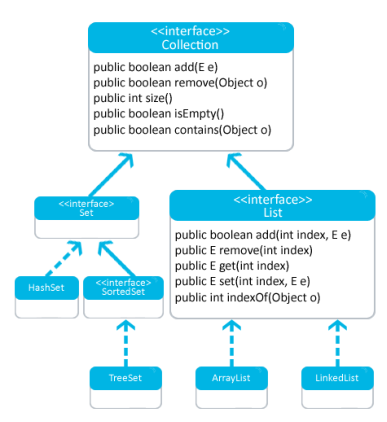 <<interface>>
Collection
public boolean add(E e)
public boolean remove(Object o)
public int size()
public boolean isEmpty()
public boolean contains(Object o)
<<interface>
Set
<<interface>>
List
public boolean add(int index, E e)
public E remove(int index)
public E get(int index)
public E set(int index, E e)
public int indexOf(Object o)
HashSet
<<interface>
SortedSet
TreeSet
ArrayList
LinkedList